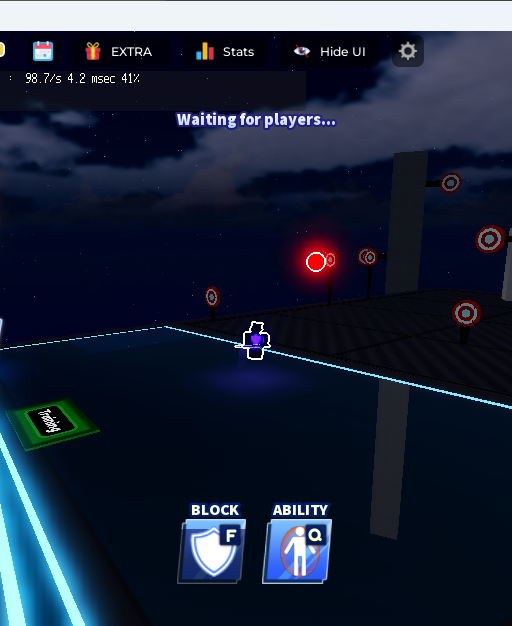 EXTRA Stats Hide UI
: 98.7/s 4.2 msec 41%
Waiting for players...
Training
BLOCK ABILITY
F Q